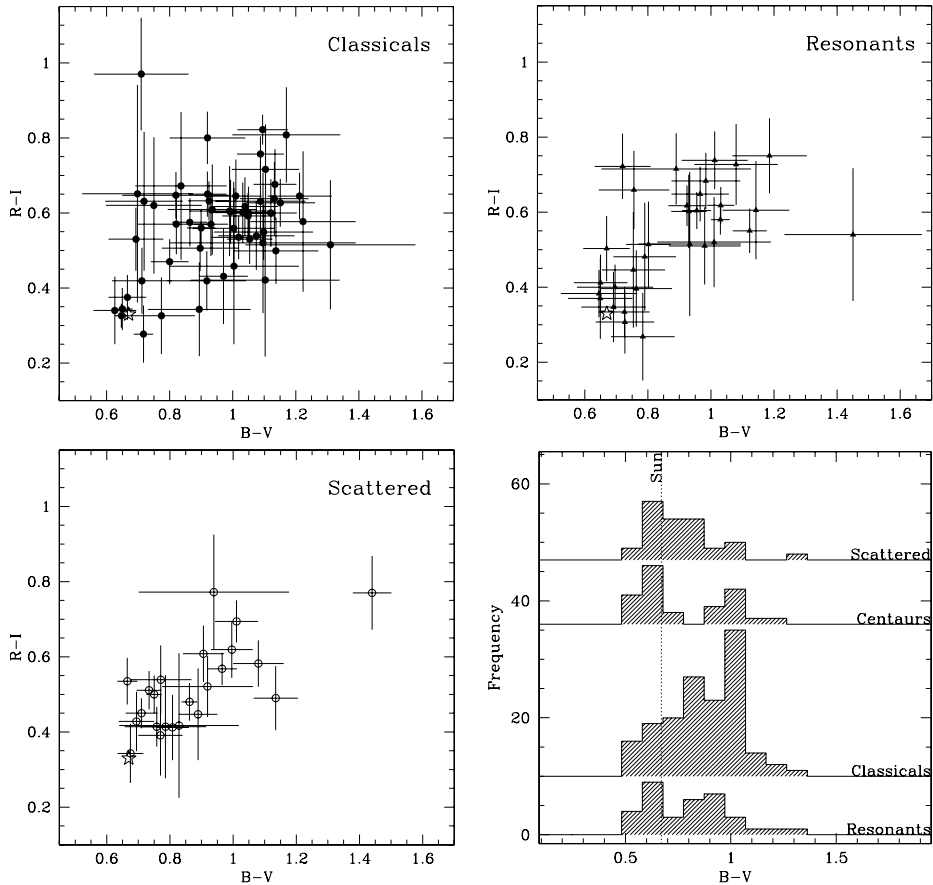 Classicals
1
0.8
0.6
0.4
0.2
R-I
0.6 0.8 1 1.2 1.4 1.6
B-V
Resonants
1
0.8
0.6
0.4
0.2
R-I
0.6 0.8 1 1.2 1.4 1.6
B-V
Scattered
1
0.8
0.6
0.4
0.2
R-I
0.6 0.8 1 1.2 1.4 1.6
B-V
Sun
60
40
20
0
Frequency
Scattered
Centaurs
Classicals
Resonants
0.5 1 1.5
B-V